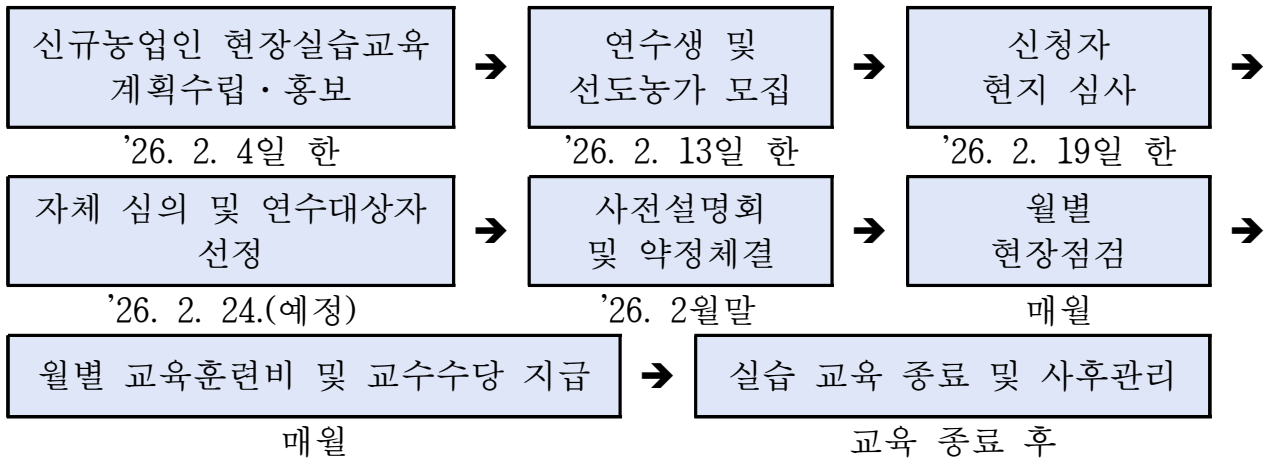 신규농업인 현장실습교육 ➔ 연수생 및 ➔ 신청자 ➔
계획수립・홍보 선도농가 모집 현지 심사
’26. 2. 4일 한 ’26. 2. 13일 한 ’26. 2. 19일 한
자체 심의 및 연수대상자 ➔ 사전설명회 ➔ 월별 ➔
선정 및 약정체결 현장점검
’26. 2. 24.(예정) ’26. 2월말 매월
월별 교육훈련비 및 교수수당 지급 ➔ 실습 교육 종료 및 사후관리
매월 교육 종료 후